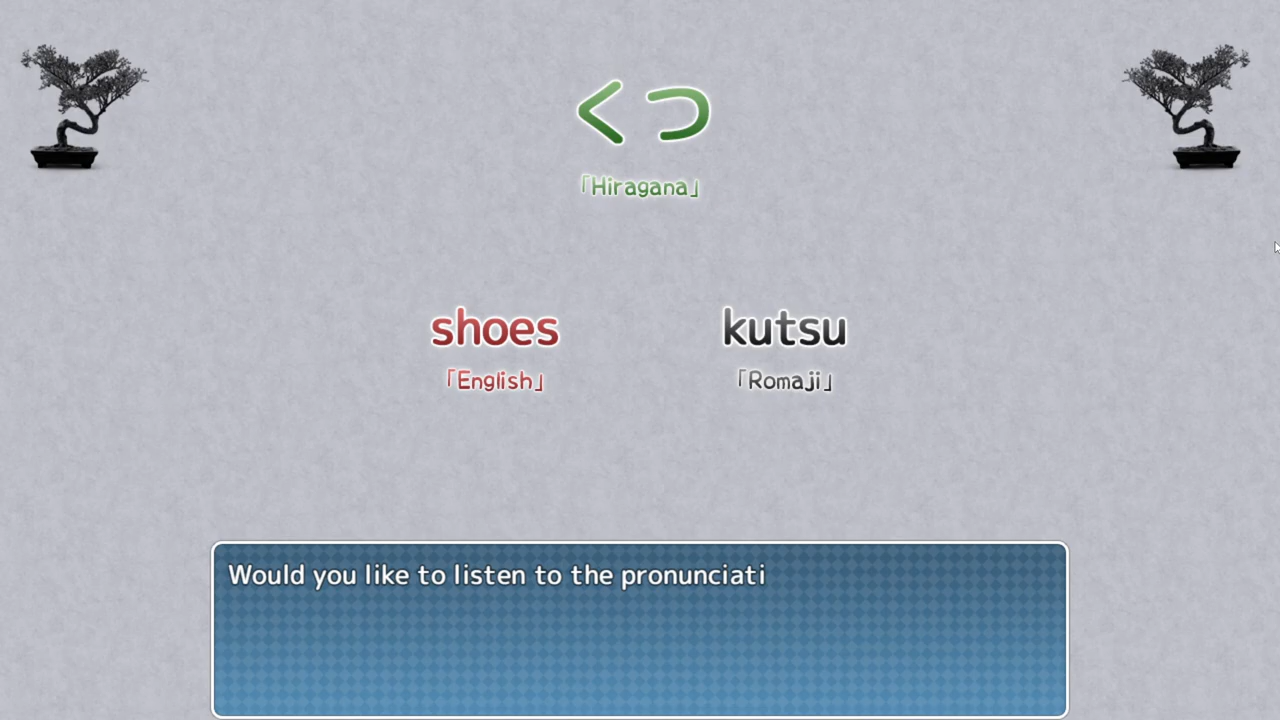 くつ
「Hiragana」
shoes kutsu
「English」 「Romaji」
Would you like to listen to the pronunciati